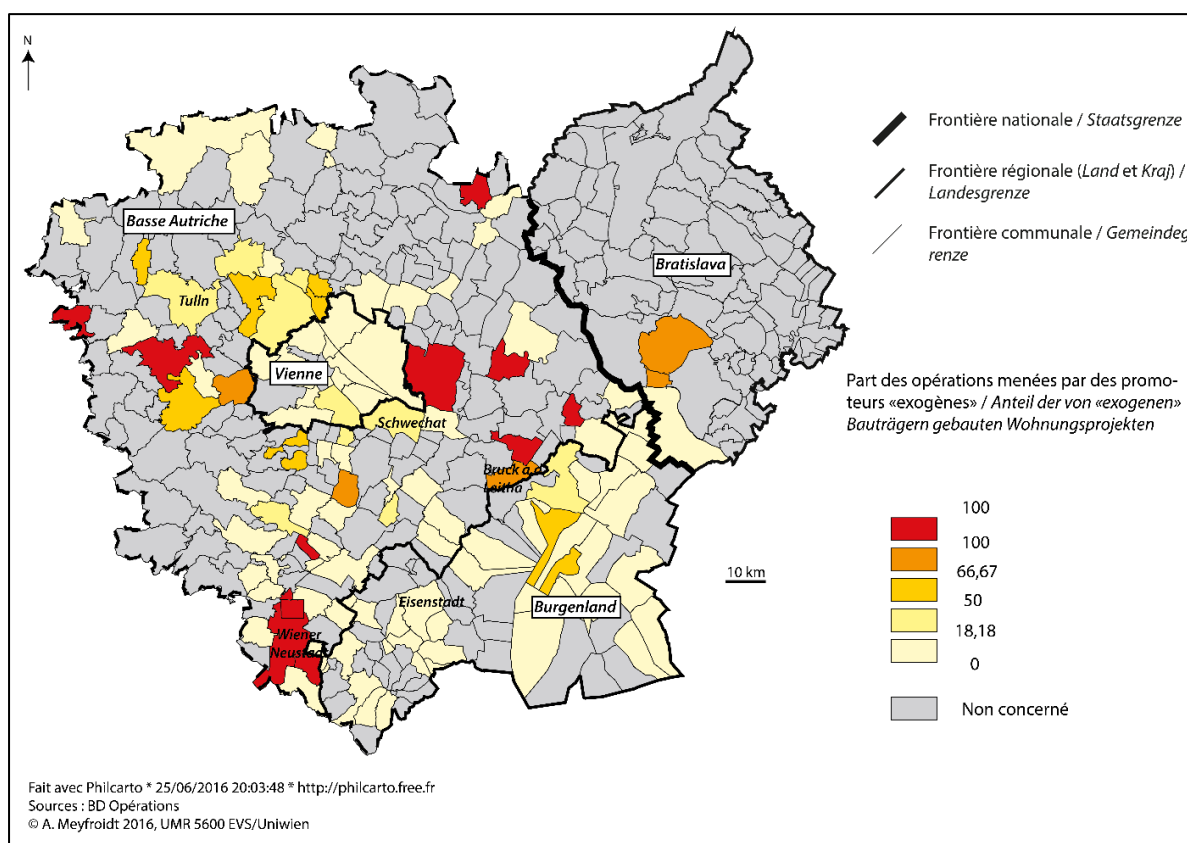 N
Frontière nationale / Staatsgrenze
Frontière régionale (Land et Kraj) /
Landesgrenze
Frontière communale / Gemeindeg
renze
Basse Autriche
Bratislava
Tulln
Vienne
Schwechat
Bruck a.d.
Leitha
Eisenstadt
Burgenland
Wiener
Neustadt
10 km
Part des opérations menées par des promo-
teurs «exogènes» / Anteil der von «exogenen»
Bauträgern gebauten Wohnungsprojekten
100
100
66,67
50
18,18
0
Non concerné
Fait avec Philcarto * 25/06/2016 20:03:48 * http://philcarto.free.fr
Sources : BD Opérations
© A. Meyfroidt 2016, UMR 5600 EVS/Uniwien